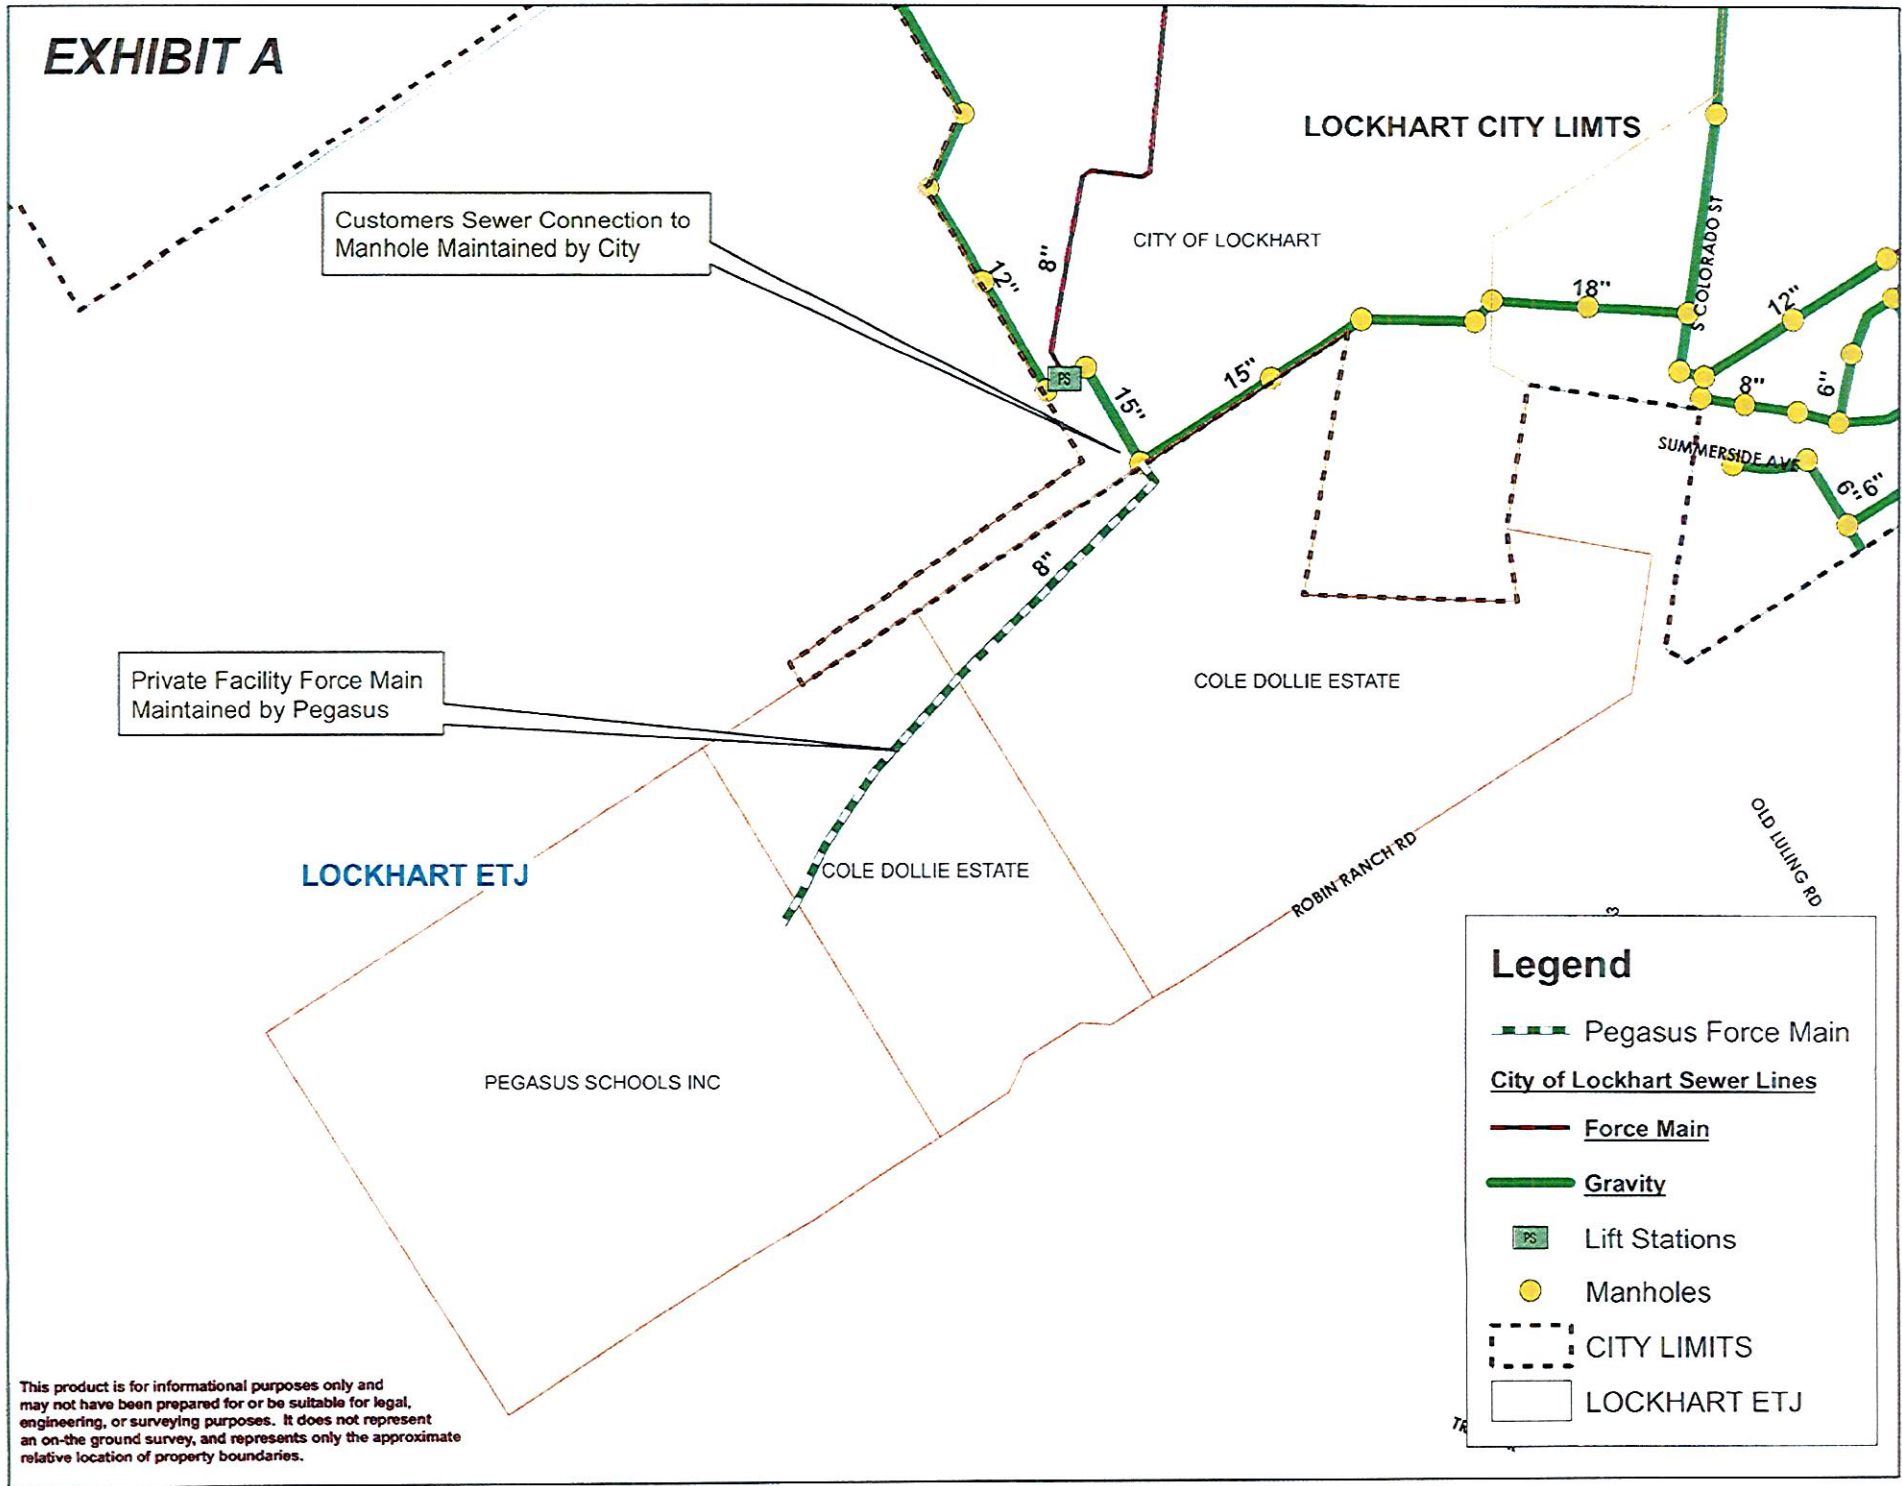 EXHIBIT A
LOCKHART CITY LIMTS
Customers Sewer Connection to
Manhole Maintained by City
CITY OF LOCKHART
S COLORADO ST
8"
12"
18"
12"
15"
15"
8"
6"
SUMMERSIDE AVE
6"
6"
PS
8"
Private Facility Force Main
Maintained by Pegasus
COLE DOLLIE ESTATE
LOCKHART ETJ
COLE DOLLIE ESTATE
ROBIN RANCH RD
OLD LULING RD
3
PEGASUS SCHOOLS INC
Legend
Pegasus Force Main
City of Lockhart Sewer Lines
Force Main
Gravity
PS
Lift Stations
Manholes
CITY LIMITS
LOCKHART ETJ
This product is for informational purposes only and
may not have been prepared for or be suitable for legal,
engineering, or surveying purposes. It does not represent
an on-the ground survey, and represents only the approximate
relative location of property boundaries.